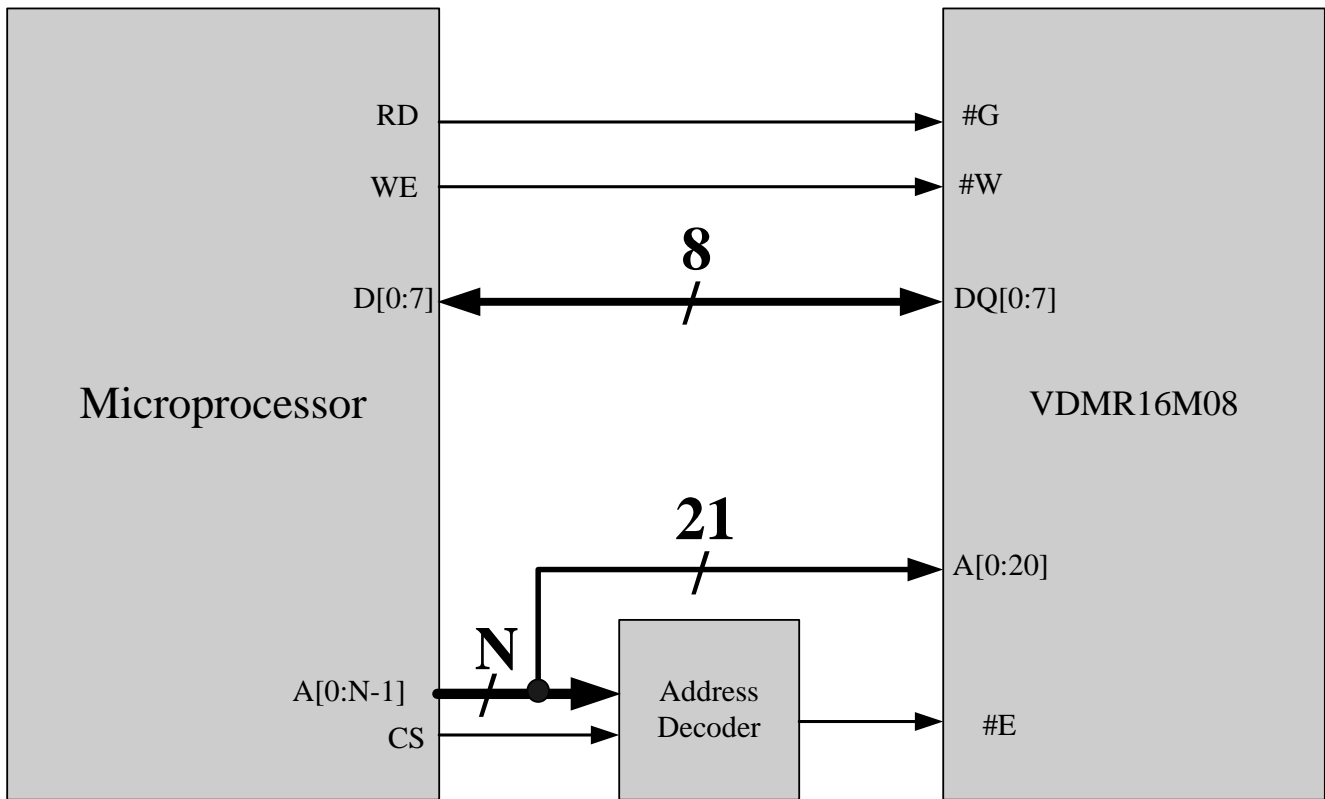 RD
#G
WE
#W
8
D[0:7]
DQ[0:7]
Microprocessor
VDMR16M08
21
A[0:20]
N
A[0:N-1]
Address
Decoder
CS
#E